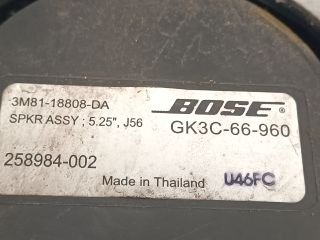 3M81-18808-DA
BOSE
SPKR ASSY ; 5.25", J56
GK3C-66-960
258984-002
Made in Thailand
U46FC